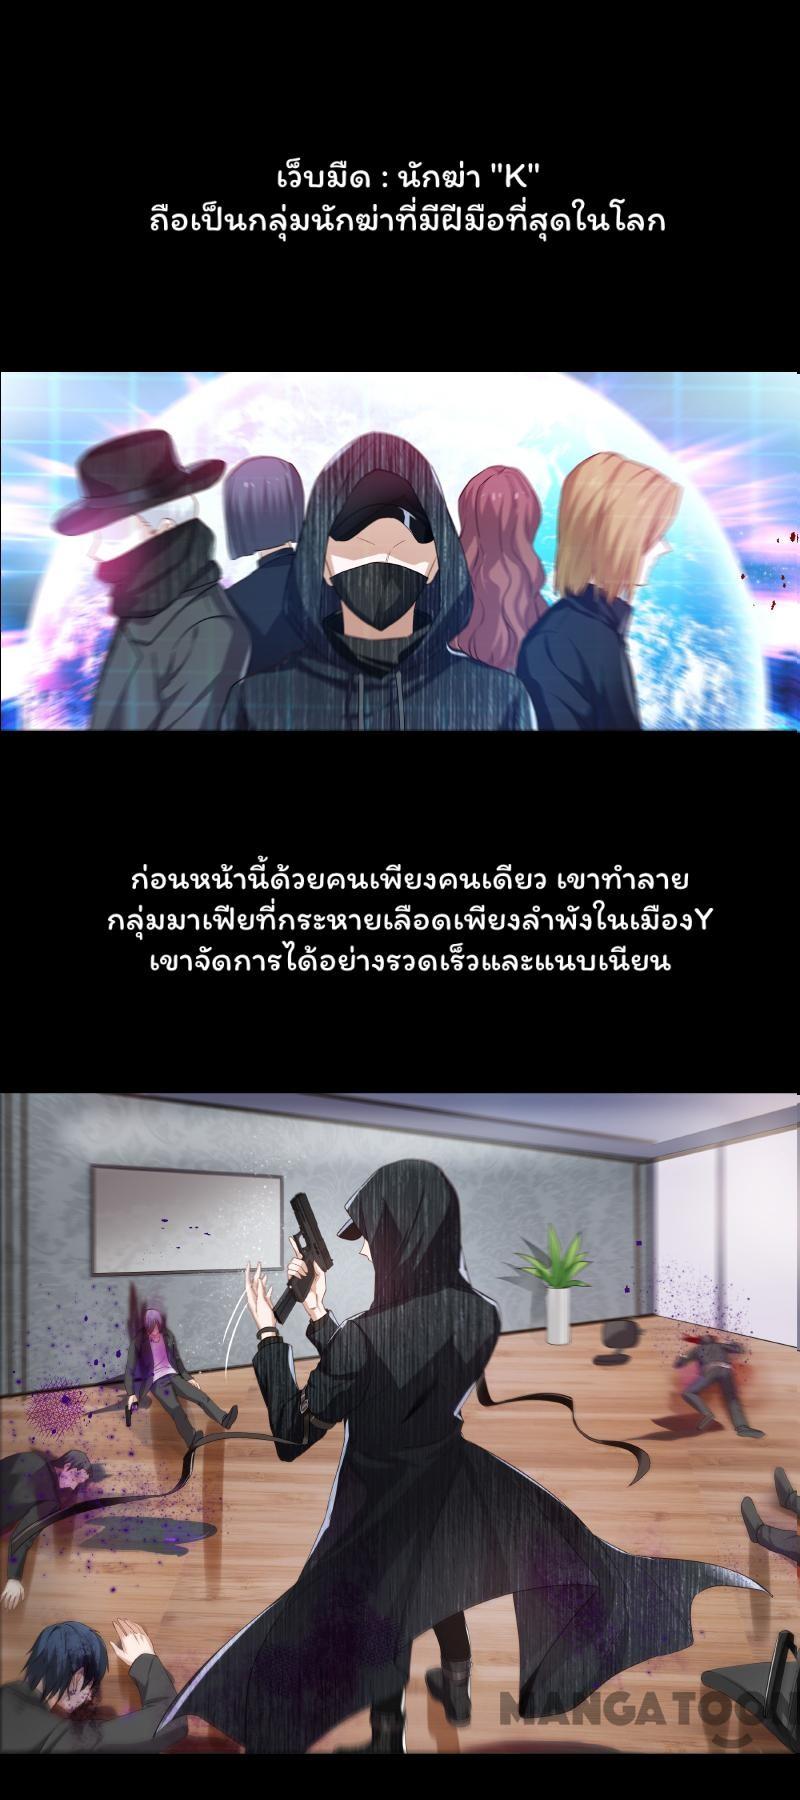 เว็บมืด : นักฆ่า "K"
ถือเป็นกลุ่มนักฆ่าที่มีฝีมือที่สุดในโลก
ก่อนหน้านี้ด้วยคนเพียงคนเดียว เขาทำลาย
กลุ่มมาเฟียที่กระหายเลือดเพียงลำพังในเมืองY
เขาจัดการได้อย่างรวดเร็วและแนบเนียน
MANGATOON